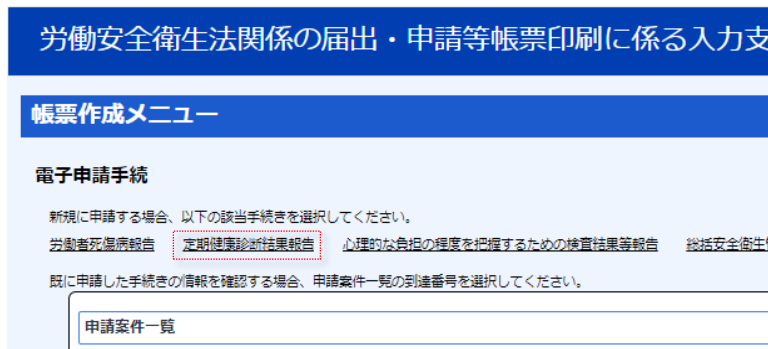 労働安全衛生法関係の届出・申請等帳票印刷に係る入力支
帳票作成メニュー
電子申請手続
新規に申請する場合、以下の該当手続きを選択してください。
労働者死傷病報告 定期健康診断結果報告 心理的な負担の程度を把握するための検査結果等報告 総括安全衛生
既に申請した手続きの情報を確認する場合、申請案件一覧の到達番号を選択してください。
申請案件一覧